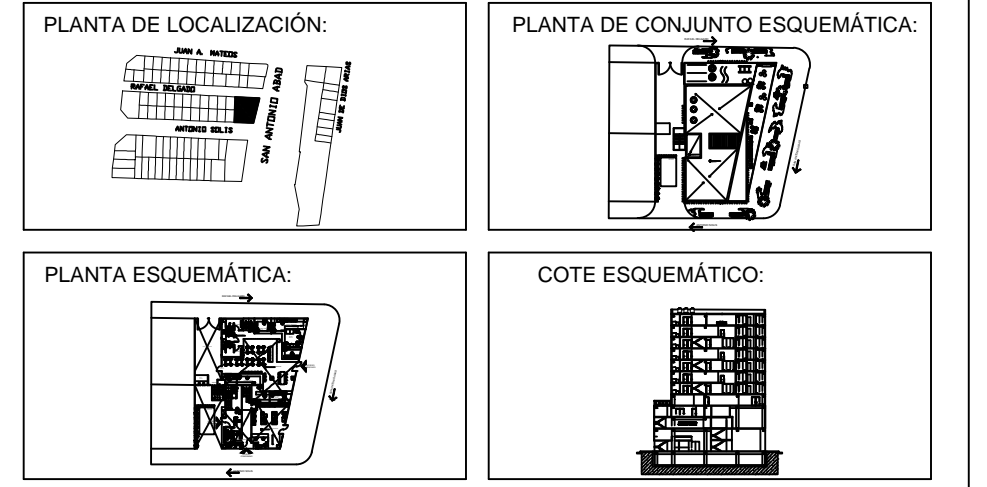 PLANTA DE LOCALIZACIÓN:
JUAN A. MATEOS
RAFAEL DELGADO
ANTONIO SOLIS
SAN ANTONIO ABAD
JUAN DE DIOS ARIAS
PLANTA DE CONJUNTO ESQUEMÁTICA:
PLANTA ESQUEMÁTICA:
COTE ESQUEMÁTICO: